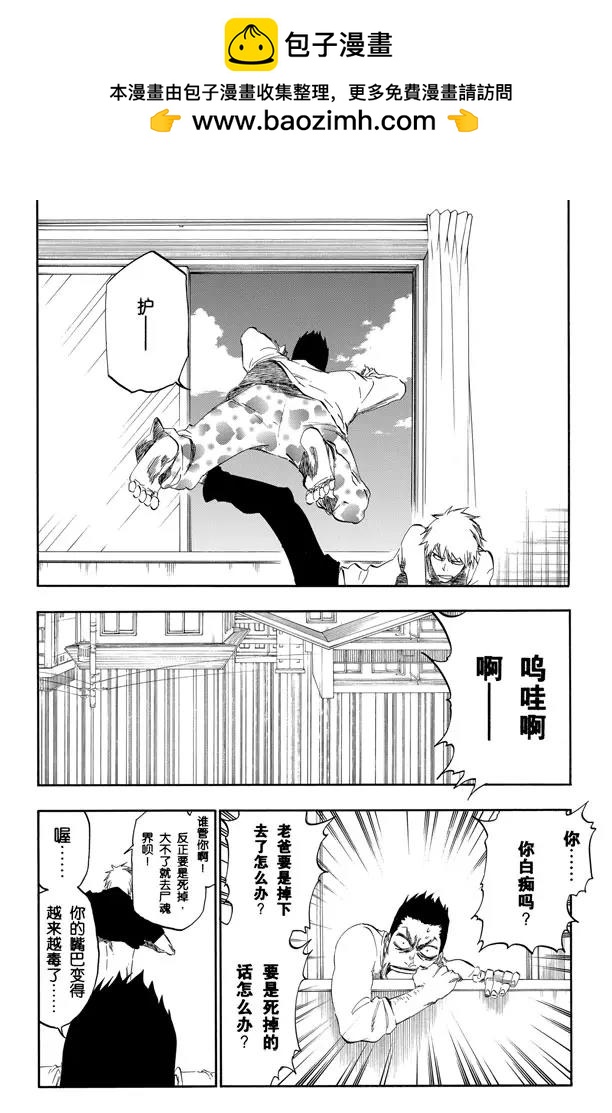 包子漫畫
本漫畫由包子漫畫收集整理，更多免費漫畫請訪問
👉 www.baozimh.com 👈
护——
呜哇啊
啊——
你……
你白痴吗？
老爸要是掉下
去了怎么办？
要是死掉的
话怎么办？
谁管你啊！
反正要是死掉，
大不了就去尸魂
界呗！
喔……
你的嘴巴变得
越来越毒了……